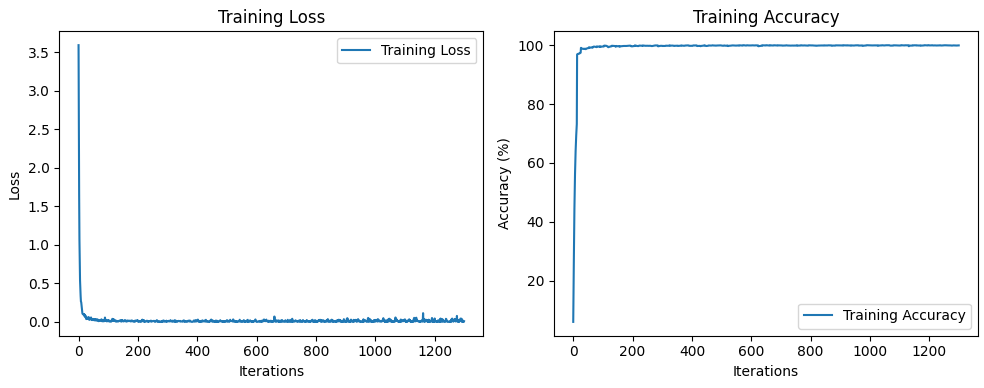 Training Loss
Training Loss
3.5
3.0
2.5
2.0
1.5
1.0
0.5
0.0
Loss
0 200 400 600 800 1000 1200
Iterations
Training Accuracy
100
80
60
40
20
Accuracy (%)
Training Accuracy
0 200 400 600 800 1000 1200
Iterations